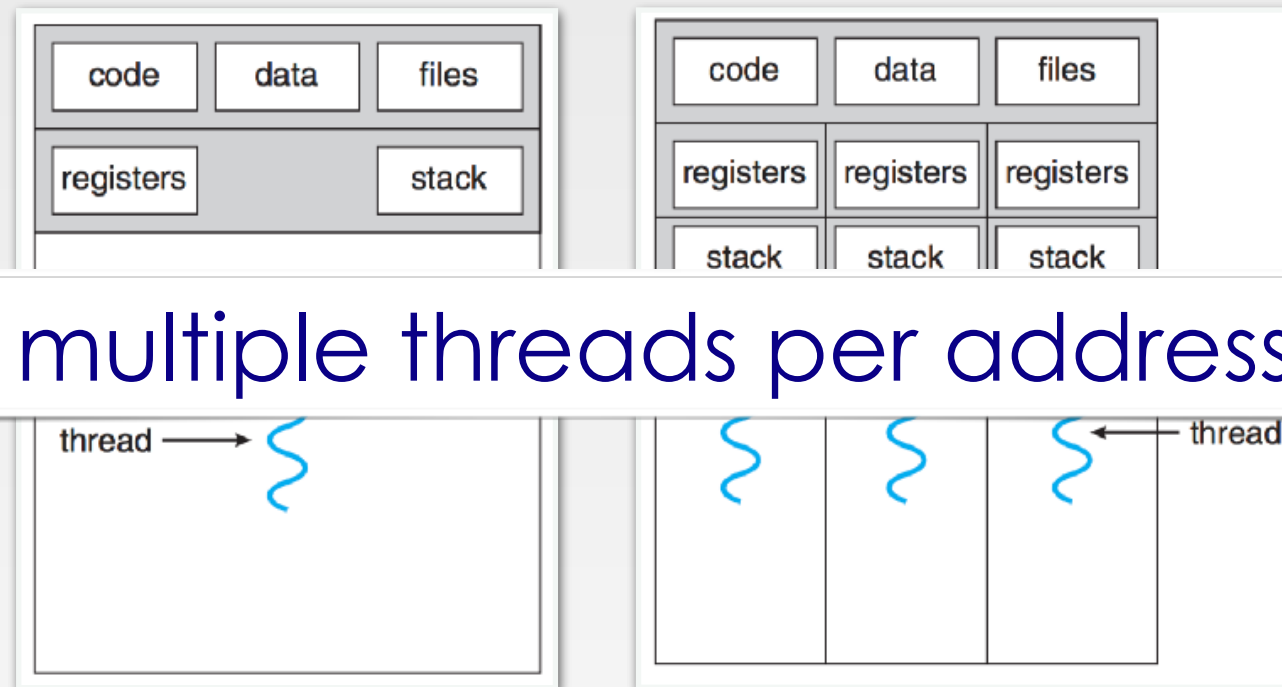 code data files
registers stack
code data files
registers registers registers
stack stack stack
multiple threads per address
thread
thread